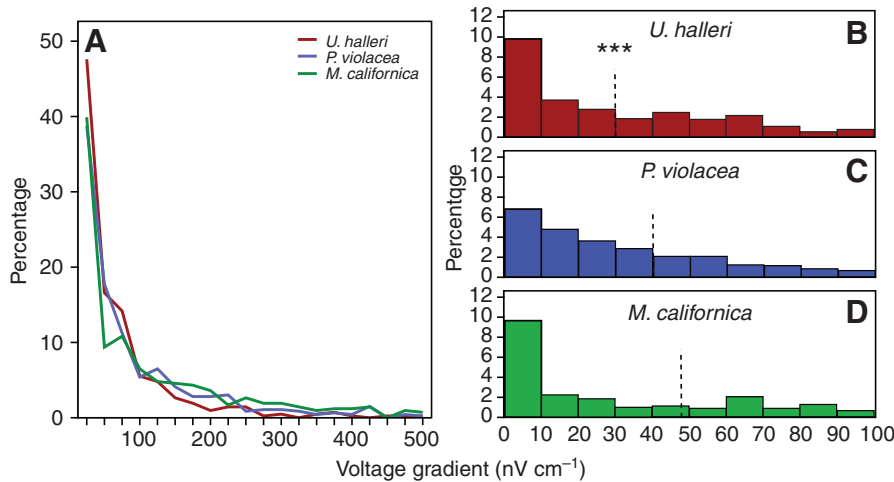 A
U. halleri
P. violacea
M. californica
50
40
30
20
10
0
Percentage
100
200
300
400
500
B
U. halleri
***
12
10
8
6
4
2
0
C
P. violacea
12
10
8
6
4
2
0
Percentqge
D
M. californica
12
10
8
6
4
2
0
0 10 20 30 40 50 60 70 80 90 100
Voltage gradient (nV cm⁻¹)